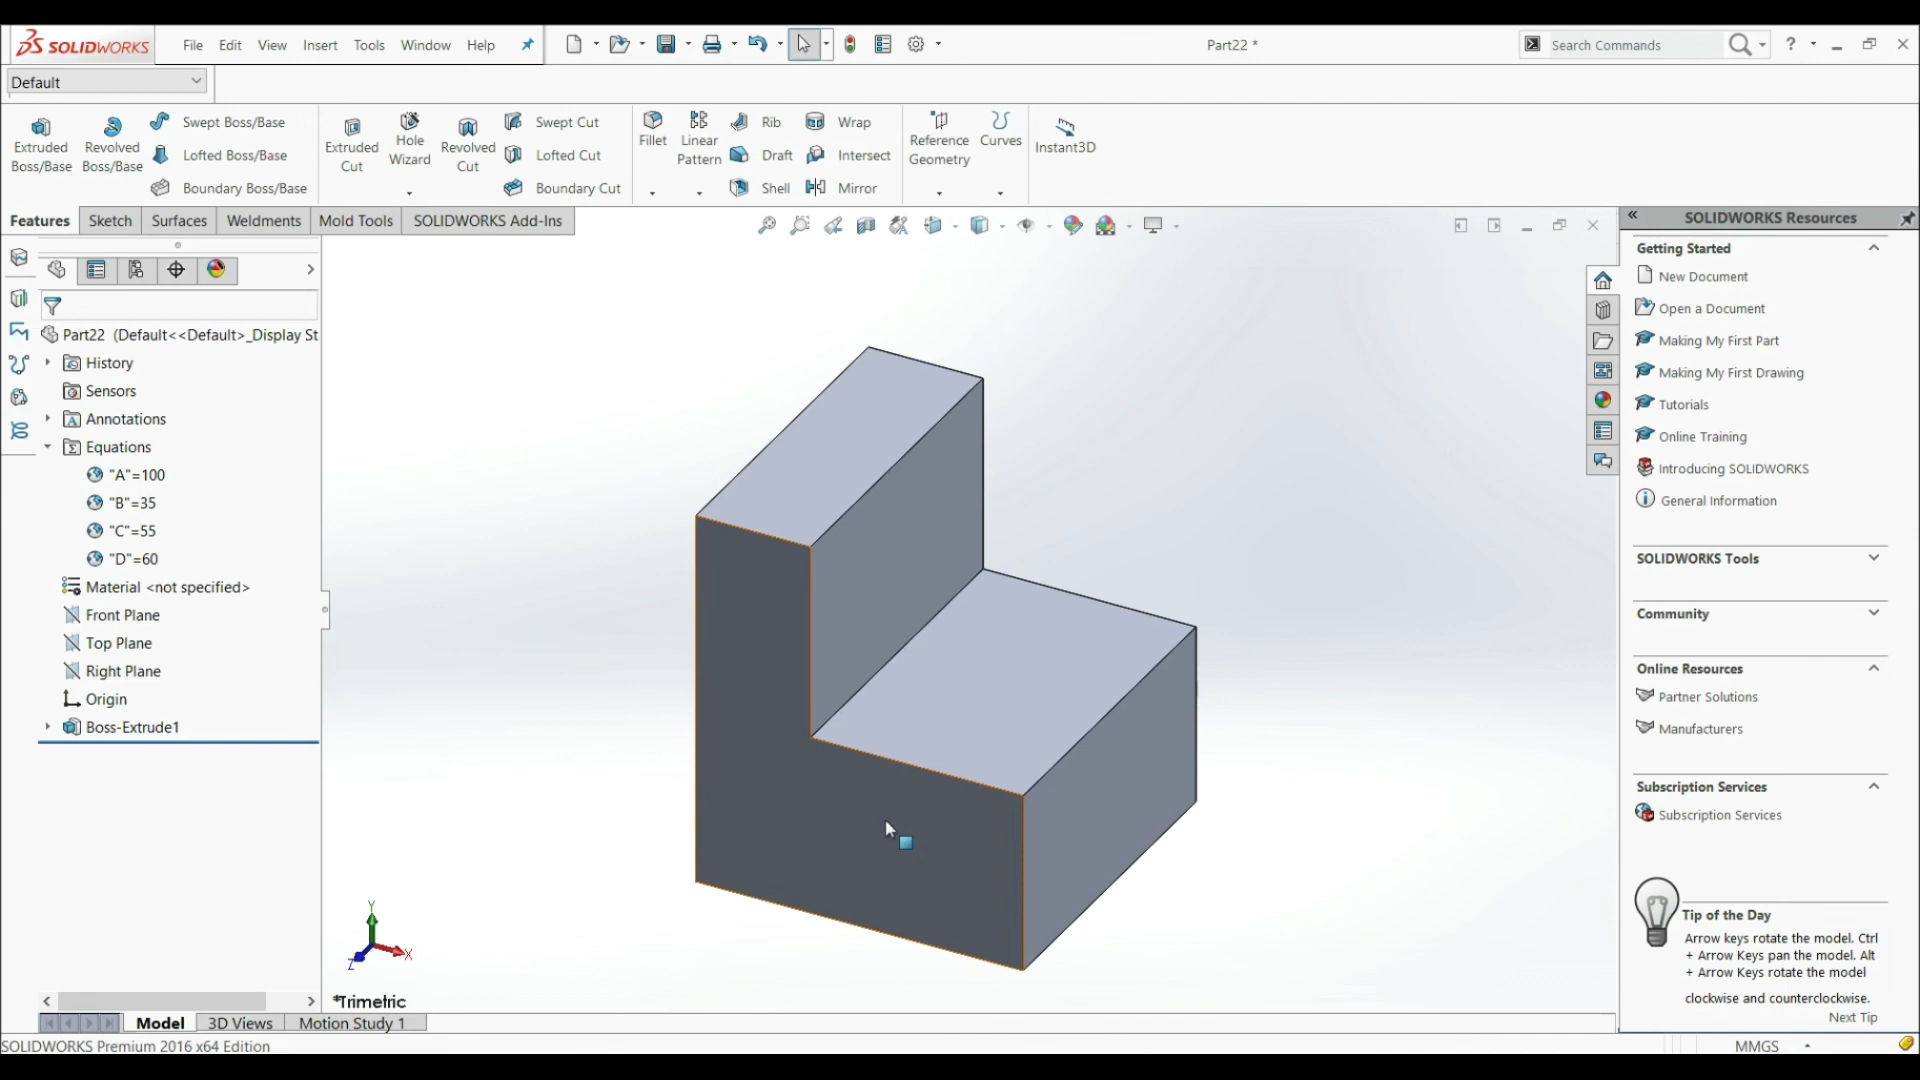 SOLIDWORKS File Edit View Insert Tools Window Help Part22 * Search Commands ?
Default
Extruded Boss/Base
Revolved Boss/Base
Swept Boss/Base
Lofted Boss/Base
Boundary Boss/Base
Extruded Cut
Hole Wizard
Revolved Cut
Swept Cut
Lofted Cut
Boundary Cut
Fillet
Linear Pattern
Rib
Draft
Shell
Wrap
Intersect
Mirror
Reference Geometry
Curves
Instant3D
Features Sketch Surfaces Weldments Mold Tools SOLIDWORKS Add-Ins
Part22 (Default<<Default>_Display St
History
Sensors
Annotations
Equations
"A"=100
"B"=35
"C"=55
"D"=60
Material <not specified>
Front Plane
Top Plane
Right Plane
Origin
Boss-Extrude1
Y
X
Z
*Trimetric
Model 3D Views Motion Study 1
SOLIDWORKS Premium 2016 x64 Edition
MMGS
SOLIDWORKS Resources
Getting Started
New Document
Open a Document
Making My First Part
Making My First Drawing
Tutorials
Online Training
Introducing SOLIDWORKS
General Information
SOLIDWORKS Tools
Community
Online Resources
Partner Solutions
Manufacturers
Subscription Services
Subscription Services
Tip of the Day
Arrow keys rotate the model. Ctrl
+ Arrow Keys pan the model. Alt
+ Arrow Keys rotate the model
clockwise and counterclockwise.
Next Tip